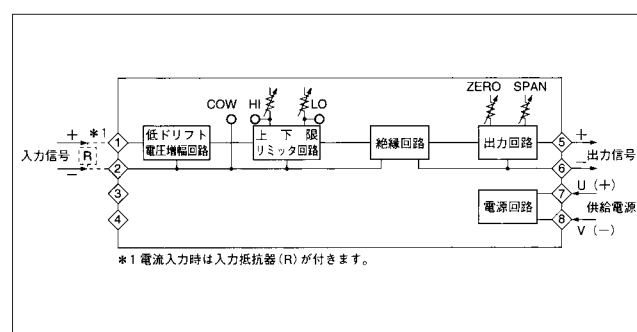 ZERO SPAN
COW HI LO
+ *1 1 低ドリフト
電圧増幅回路 上下限
リミッタ回路 絶縁回路 出力回路 5 +
入力信号 R 出力信号
− 2 6 −
3 7 U (+)
電源回路 供給電源
4 8 V (−)
*1 電流入力時は入力抵抗器(R)が付きます。